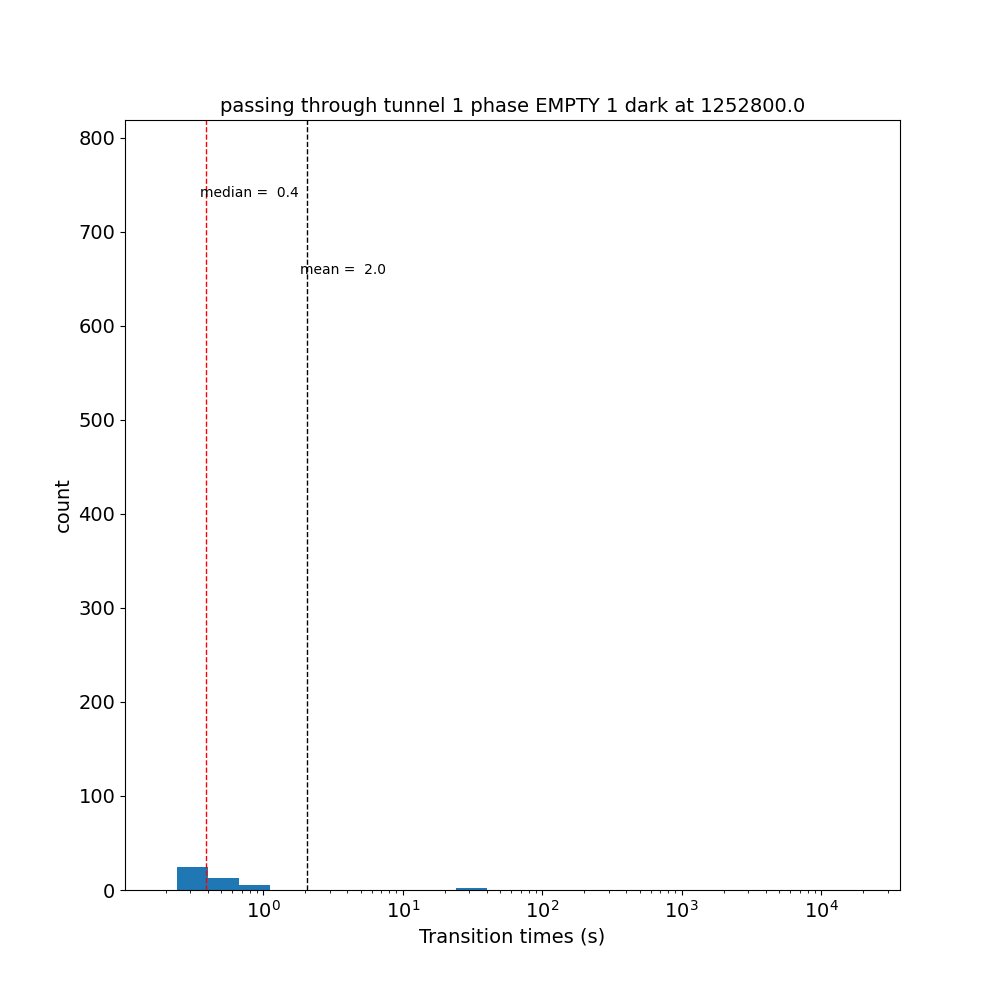 passing through tunnel 1 phase EMPTY 1 dark at 1252800.0
800
median =  0.4
700
mean =  2.0
600
500
400
300
200
100
0
count
10⁰ 10¹ 10² 10³ 10⁴
Transition times (s)